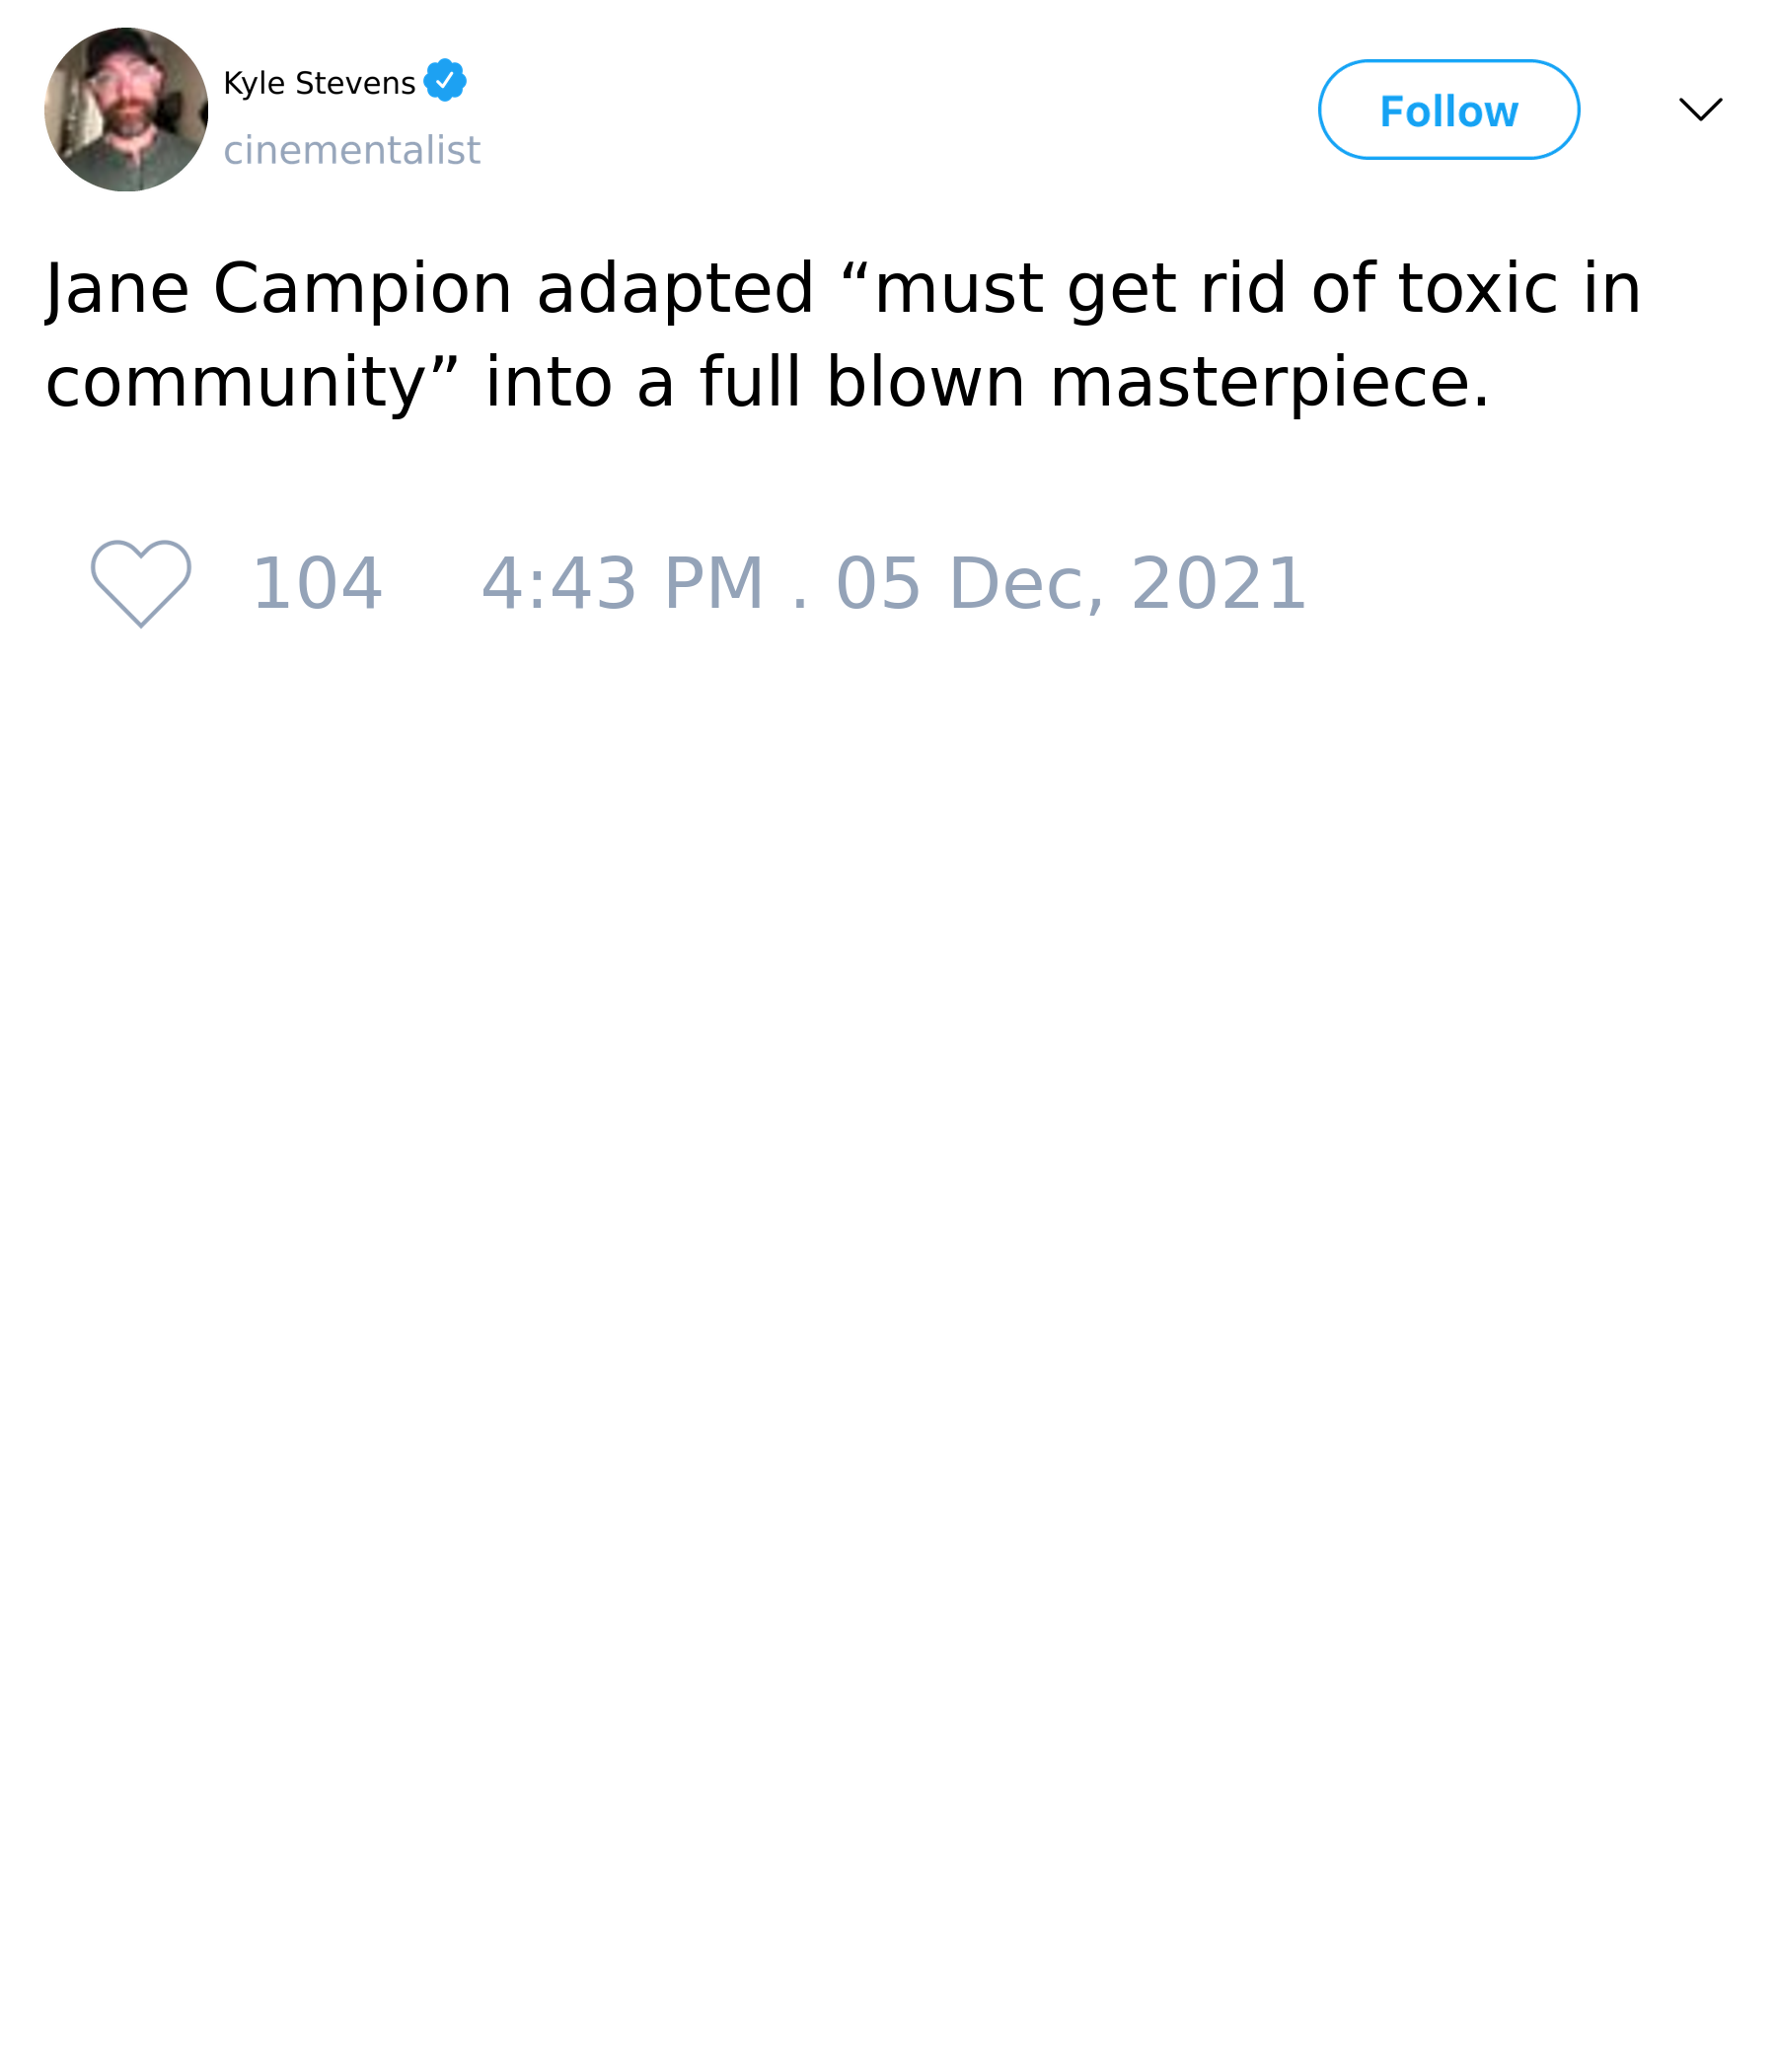 Kyle Stevens
cinementalist
Follow
Jane Campion adapted “must get rid of toxic in
community” into a full blown masterpiece.
104 4:43 PM . 05 Dec, 2021